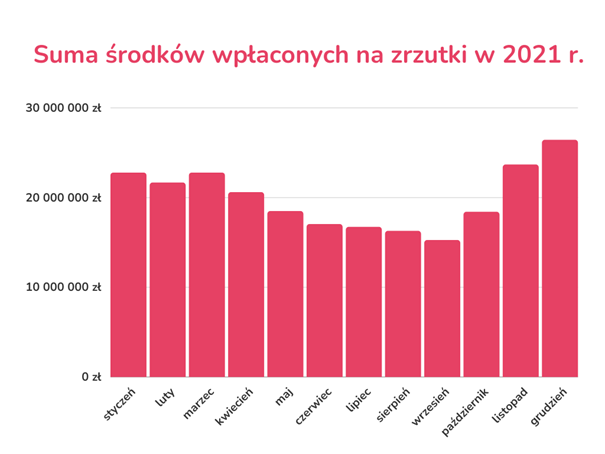 Suma środków wpłaconych na zrzutki w 2021 r.
30 000 000 zł
20 000 000 zł
10 000 000 zł
0 zł
styczeń
luty
marzec
kwiecień
maj
czerwiec
lipiec
sierpień
wrzesień
październik
listopad
grudzień